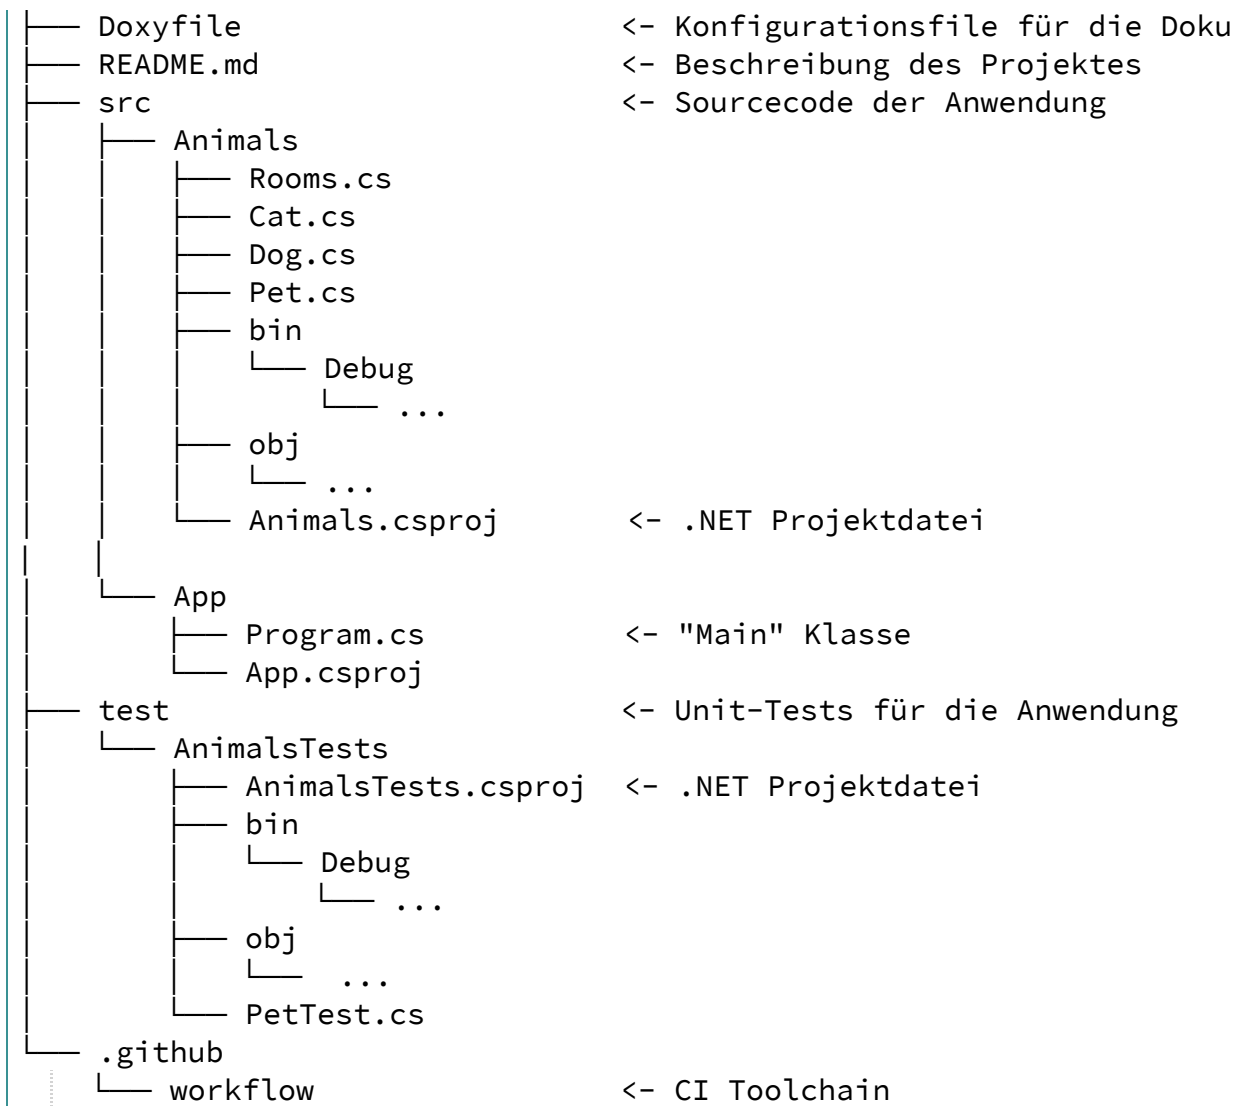 ├── Doxyfile                      <- Konfigurationsfile für die Doku
├── README.md                     <- Beschreibung des Projektes
├── src                           <- Sourcecode der Anwendung
│   ├── Animals
│   │   ├── Rooms.cs
│   │   ├── Cat.cs
│   │   ├── Dog.cs
│   │   ├── Pet.cs
│   │   ├── bin
│   │   │   └── Debug
│   │   │       └── ...
│   │   ├── obj
│   │   │   └── ...
│   │   └── Animals.csproj        <- .NET Projektdatei
│   │
│   └── App
│       ├── Program.cs            <- "Main" Klasse
│       └── App.csproj
├── test                          <- Unit-Tests für die Anwendung
│   └── AnimalsTests
│       ├── AnimalsTests.csproj   <- .NET Projektdatei
│       ├── bin
│       │   └── Debug
│       │       └── ...
│       ├── obj
│       │   └──  ...
│       └── PetTest.cs
└── .github
    └── workflow                  <- CI Toolchain